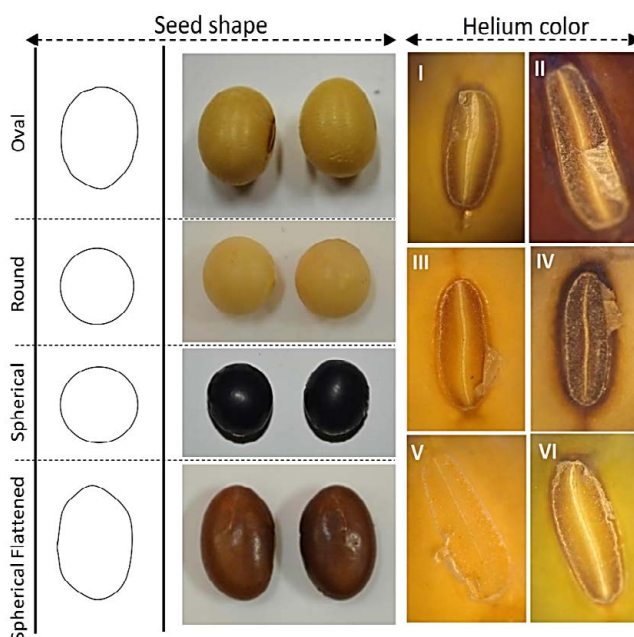 Seed shape
Helium color
Oval
Round
Spherical
Spherical Flattened
I
II
III
IV
V
VI